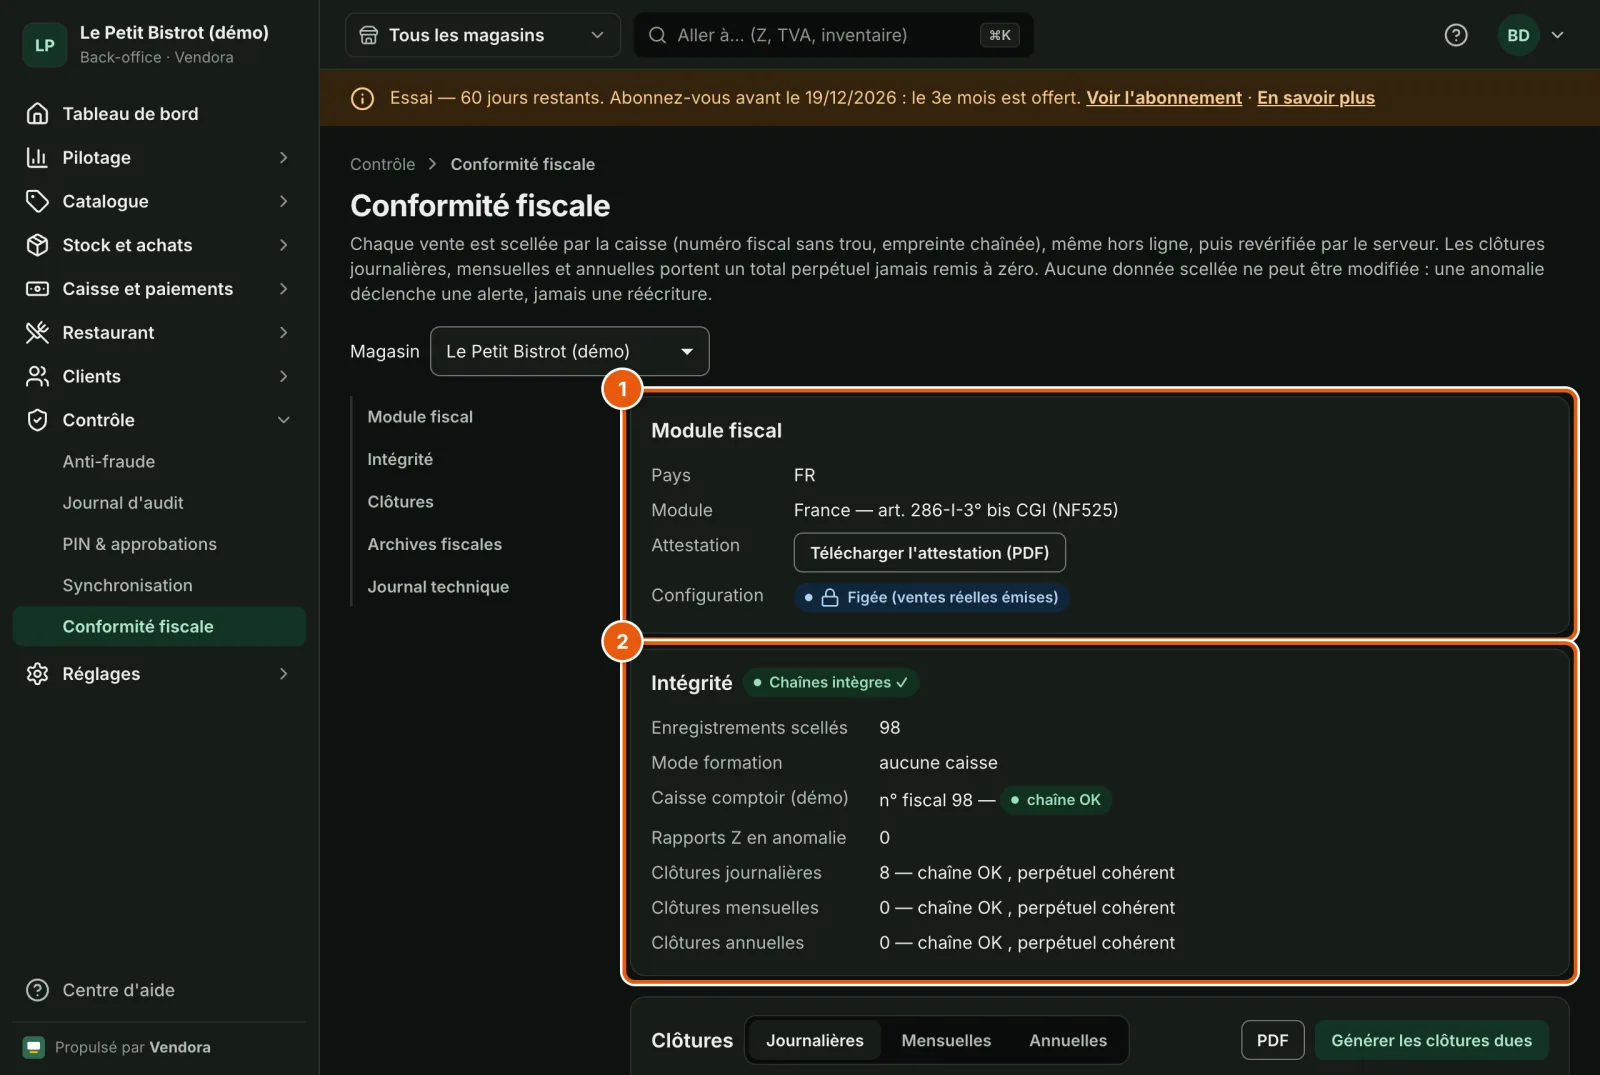 LP
Le Petit Bistrot (démo)
Back-office · Vendora
Tous les magasins
Aller à... (Z, TVA, inventaire)
⌘K
BD
Essai — 60 jours restants. Abonnez-vous avant le 19/12/2026 : le 3e mois est offert. Voir l'abonnement · En savoir plus
Tableau de bord
Pilotage
Catalogue
Stock et achats
Caisse et paiements
Restaurant
Clients
Contrôle
Anti-fraude
Journal d'audit
PIN & approbations
Synchronisation
Conformité fiscale
Réglages
Centre d'aide
Propulsé par Vendora
Contrôle > Conformité fiscale
Conformité fiscale
Chaque vente est scellée par la caisse (numéro fiscal sans trou, empreinte chaînée), même hors ligne, puis revérifiée par le serveur. Les clôtures
journalières, mensuelles et annuelles portent un total perpétuel jamais remis à zéro. Aucune donnée scellée ne peut être modifiée : une anomalie
déclenche une alerte, jamais une réécriture.
Magasin
Le Petit Bistrot (démo)
Module fiscal
Intégrité
Clôtures
Archives fiscales
Journal technique
1
Module fiscal
Pays FR
Module France — art. 286-I-3° bis CGI (NF525)
Attestation Télécharger l'attestation (PDF)
Configuration Figée (ventes réelles émises)
2
Intégrité Chaînes intègres ✓
Enregistrements scellés 98
Mode formation aucune caisse
Caisse comptoir (démo) n° fiscal 98 — chaîne OK
Rapports Z en anomalie 0
Clôtures journalières 8 — chaîne OK , perpétuel cohérent
Clôtures mensuelles 0 — chaîne OK , perpétuel cohérent
Clôtures annuelles 0 — chaîne OK , perpétuel cohérent
Clôtures Journalières Mensuelles Annuelles PDF Générer les clôtures dues